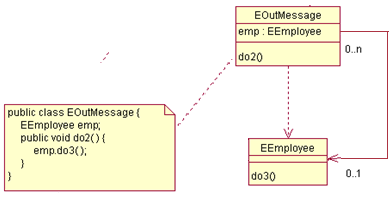 EOutMessage
emp : EEmployee
do2()
0..n
public class EOutMessage {
EEmployee emp;
public void do2() {
emp.do3();
}
}
EEmployee
do3()
0..1